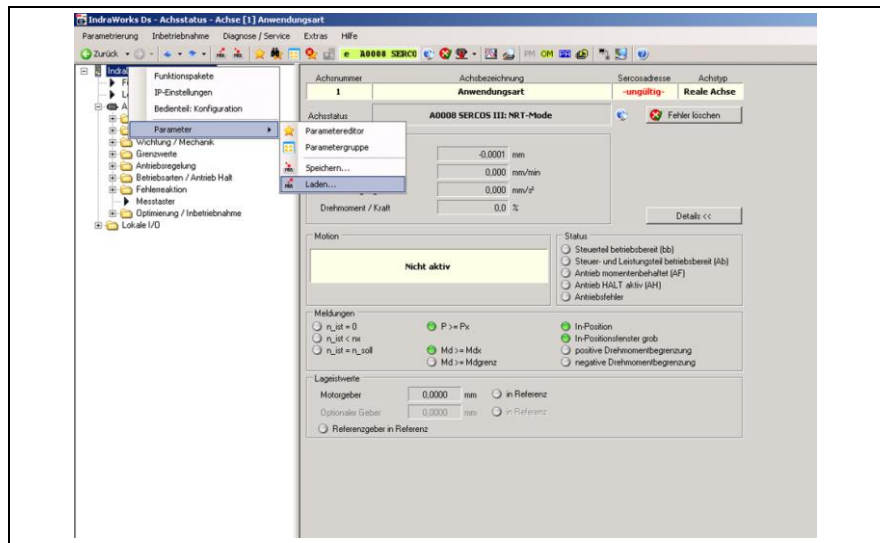 IndraWorks Ds - Achsstatus - Achse [1] Anwendungsart
Parametrierung Inbetriebnahme Diagnose / Service Extras Hilfe
Zurück e A0008 SERCO PM OM
Funktionspakete
IP-Einstellungen
Bedienteil: Konfiguration
Parameter
Parametereditor
Parametergruppe
Speichern...
Laden...
Grenzwerte
Antriebsregelung
Betriebsarten / Antrieb Halt
Fehlerreaktion
Messtaster
Optimierung / Inbetriebnahme
Lokale I/O
Achsnummer Achsbezeichnung Sercosadresse Achstyp
1 Anwendungsart -ungültig- Reale Achse
Achsstatus A0008 SERCOS III: NRT-Mode Fehler löschen
-0,0001 mm
0,000 mm/min
0,000 mm/s²
Drehmoment / Kraft 0,0 %
Details <<
Motion
Nicht aktiv
Status
Steuerteil betriebsbereit (bb)
Steuer- und Leistungsteil betriebsbereit (Ab)
Antrieb momentenbehaftet (AF)
Antrieb HALT aktiv (AH)
Antriebsfehler
Meldungen
n_ist = 0 P >= Px In-Position
n_ist < nx In-Positionsfenster grob
n_ist = n_soll Md >= Mdx positive Drehmomentbegrenzung
Md >= Mdgrenz negative Drehmomentbegrenzung
Lageistwerte
Motorgeber 0,0000 mm in Referenz
Optionaler Geber 0,0000 mm in Referenz
Referenzgeber in Referenz